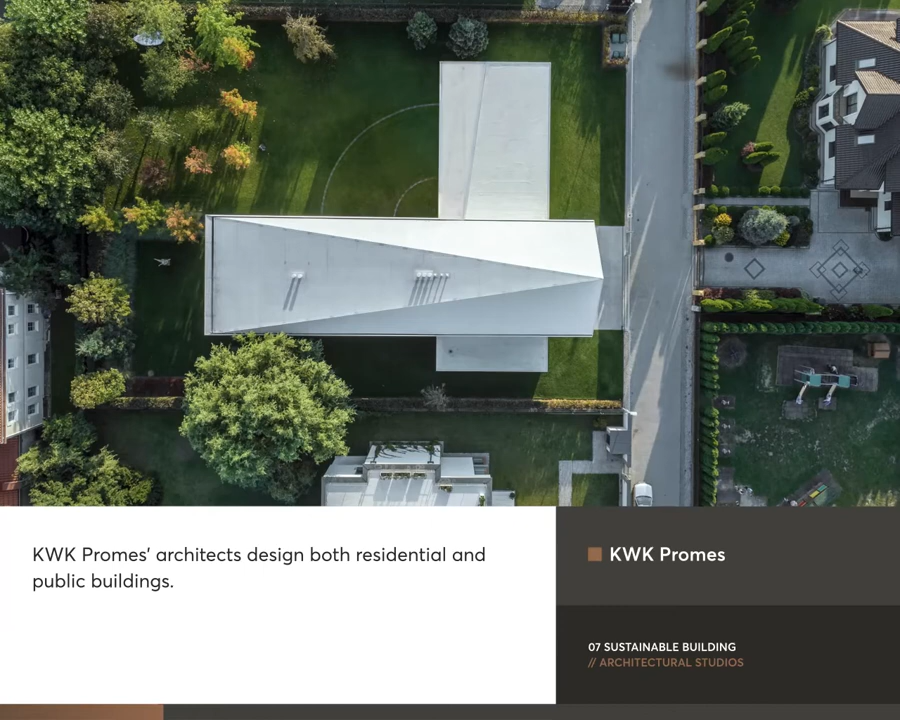 KWK Promes' architects design both residential and
public buildings.
KWK Promes
07 SUSTAINABLE BUILDING
// ARCHITECTURAL STUDIOS